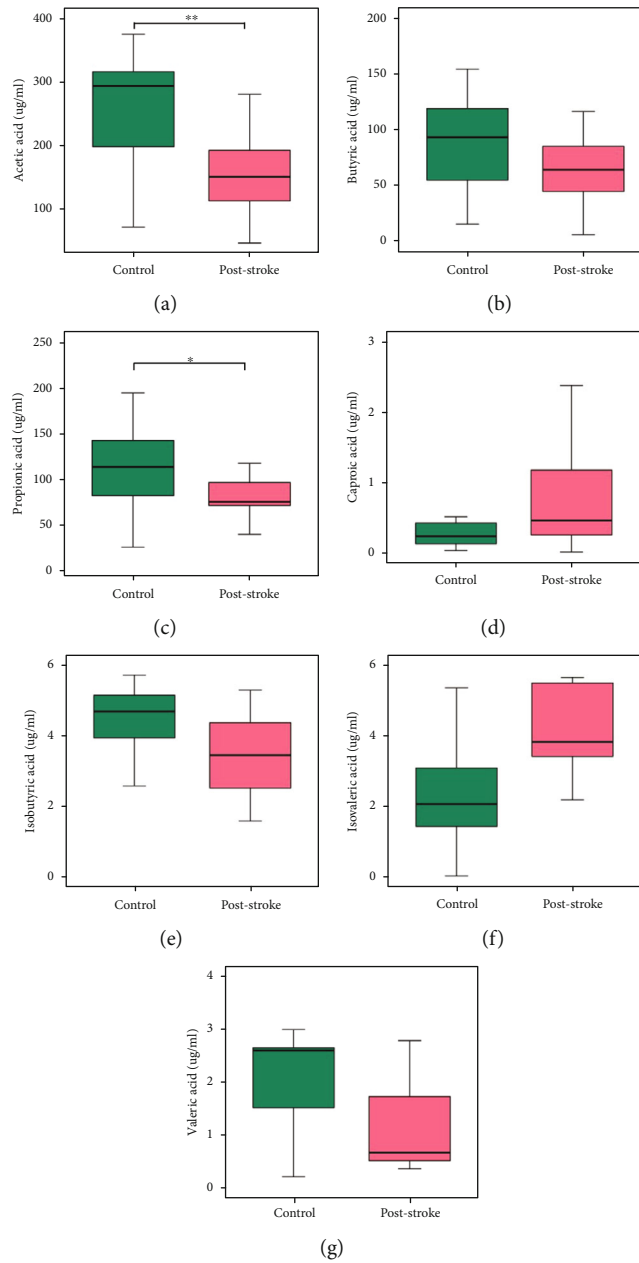 **
400
300
200
100
Acetic acid (ug/ml)
Control
Post-stroke
(a)
200
150
100
50
0
Butyric acid (ug/ml)
Control
Post-stroke
(b)
*
250
200
150
100
50
0
Propionic acid (ug/ml)
Control
Post-stroke
(c)
3
2
1
0
Caproic acid (ug/ml)
Control
Post-stroke
(d)
6
4
2
0
Isobutyric acid (ug/ml)
Control
Post-stroke
(e)
6
4
2
0
Isovaleric acid (ug/ml)
Control
Post-stroke
(f)
4
3
2
1
0
Valeric acid (ug/ml)
Control
Post-stroke
(g)